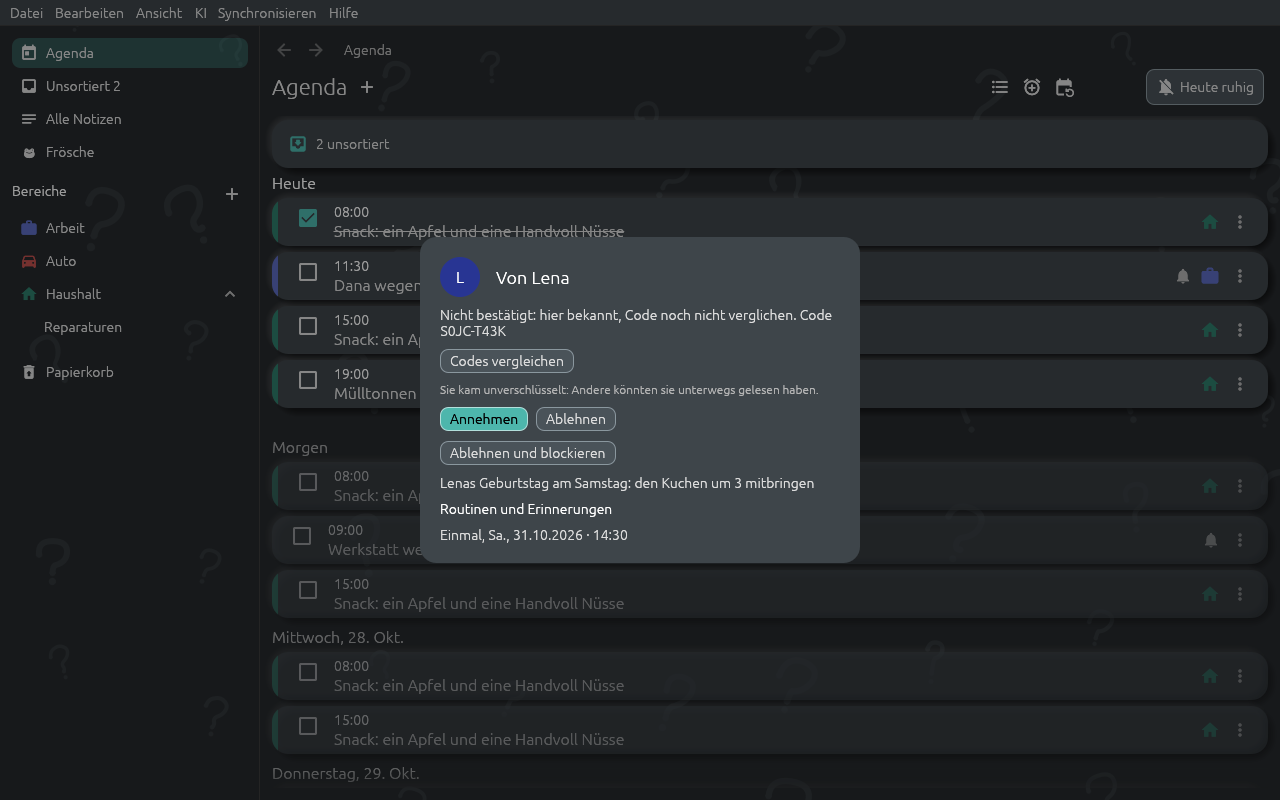 Datei Bearbeiten Ansicht KI Synchronisieren Hilfe
Agenda
Unsortiert 2
Alle Notizen
Frösche
Bereiche
Arbeit
Auto
Haushalt
Reparaturen
Papierkorb
Agenda
Agenda
Heute ruhig
2 unsortiert
Heute
08:00
Snack: ein Apfel und eine Handvoll Nüsse
11:30
Dana wegen
15:00
Snack: ein
19:00
Mülltonnen
Von Lena
L
Nicht bestätigt: hier bekannt, Code noch nicht verglichen. Code
S0JC-T43K
Codes vergleichen
Sie kam unverschlüsselt: Andere könnten sie unterwegs gelesen haben.
Annehmen Ablehnen
Ablehnen und blockieren
Lenas Geburtstag am Samstag: den Kuchen um 3 mitbringen
Routinen und Erinnerungen
Einmal, Sa., 31.10.2026 · 14:30
Morgen
08:00
Snack: ein
09:00
Werkstatt
15:00
Snack: ein Apfel und eine Handvoll Nüsse
Mittwoch, 28. Okt.
08:00
Snack: ein Apfel und eine Handvoll Nüsse
15:00
Snack: ein Apfel und eine Handvoll Nüsse
Donnerstag, 29. Okt.